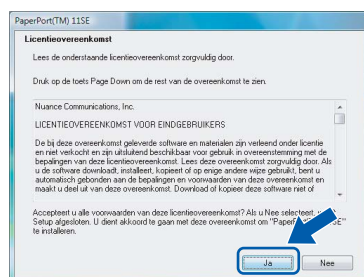 PaperPort(TM) 11SE
Licentieovereenkomst
Lees de onderstaande licentieovereenkomst zorgvuldig door.
Druk op de toets Page Down om de rest van de overeenkomst te zien.
Nuance Communications, Inc.
LICENTIEOVEREENKOMST VOOR EINDGEBRUIKERS
De bij deze overeenkomst geleverde software en materialen zijn verleend onder licentie
en niet verkocht en zijn uitsluitend beschikbaar voor gebruik in overeenstemming met de
bepalingen van deze licentieovereenkomst. Lees deze overeenkomst zorgvuldig door. Als
u de software downloadt, installeert, kopieert of op enige andere wijze gebruikt, bent u
automatisch gebonden aan de bepalingen en voorwaarden van deze overeenkomst en
maakt u deel uit van deze overeenkomst. Download of kopieer deze software niet of
Accepteert u alle voorwaarden van deze licentieovereenkomst? Als u Nee selecteert,
Setup afgesloten. U dient akkoord te gaan met deze overeenkomst om "PaperPort
te installeren.
Ja
Nee